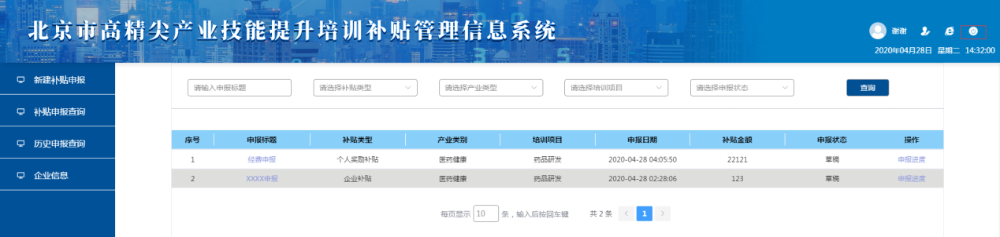 北京市高精尖产业技能提升培训补贴管理信息系统
谢谢
2020年04月28日 星期二 14:32:00
新建补贴申报
补贴申报查询
历史申报查询
企业信息
请输入申报标题 请选择补贴类型 请选择产业类型 请选择培训项目 请选择申报状态 查询
序号 申报标题 补贴类型 产业类别 培训项目 申报日期 补贴金额 申报状态 操作
1 经费申报 个人奖励补贴 医药健康 药品研发 2020-04-28 04:05:50 22121 草稿 申报进度
2 XXXX申报 企业补贴 医药健康 药品研发 2020-04-28 02:28:06 123 草稿 申报进度
每页显示 10 条，输入后按回车键 共 2 条 < 1 >